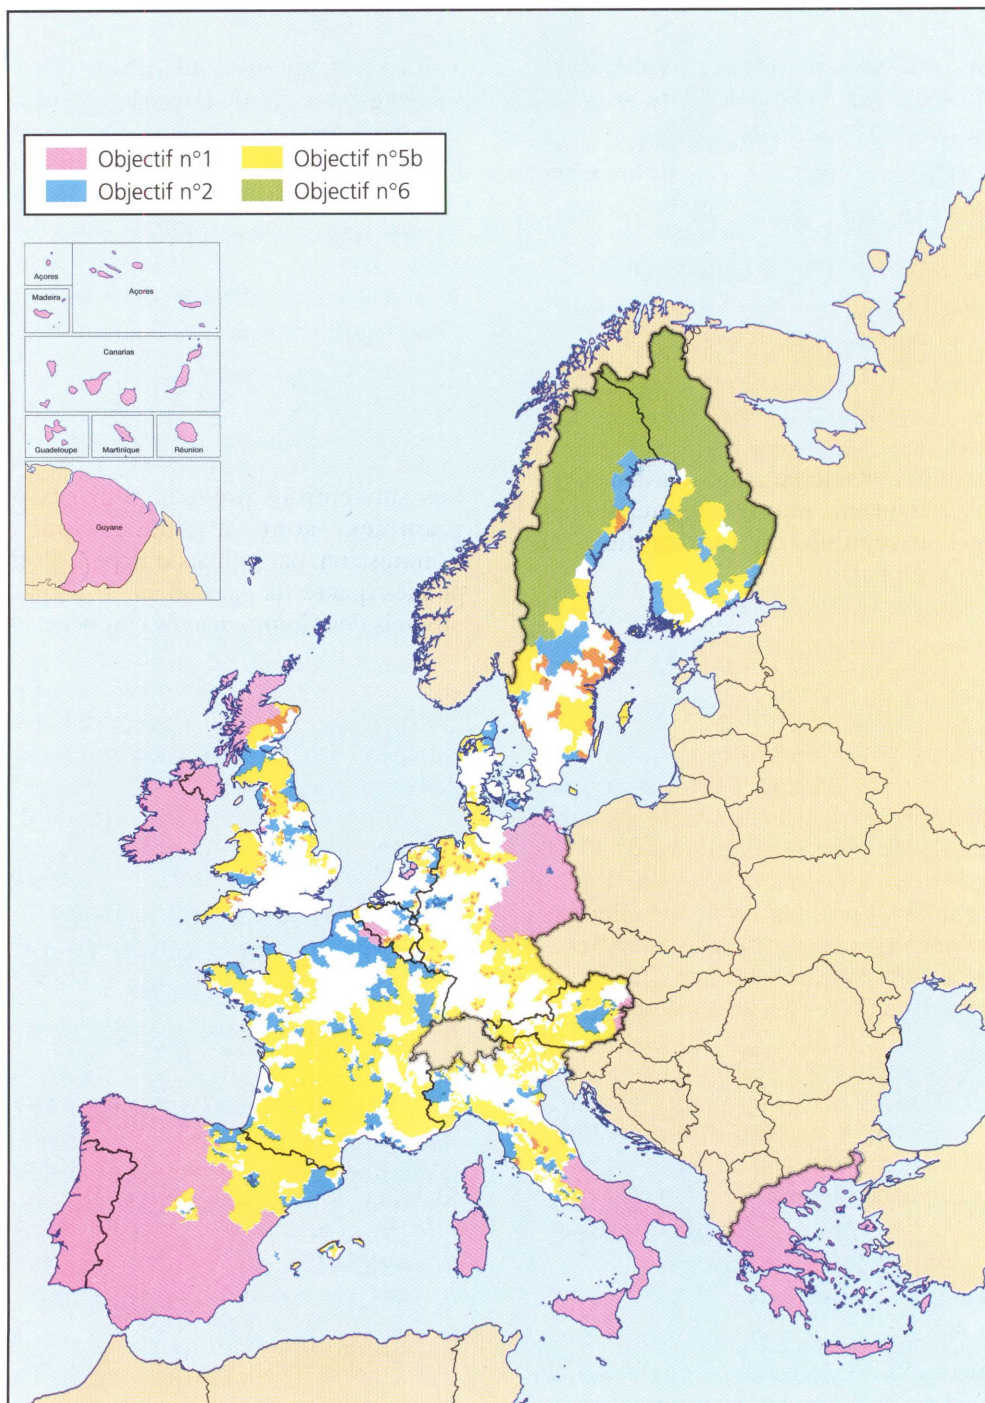 Objectif n°1
Objectif n°5b
Objectif n°2
Objectif n°6
Açores
Açores
Madeira
Canarias
Guadeloupe
Martinique
Réunion
Guyane